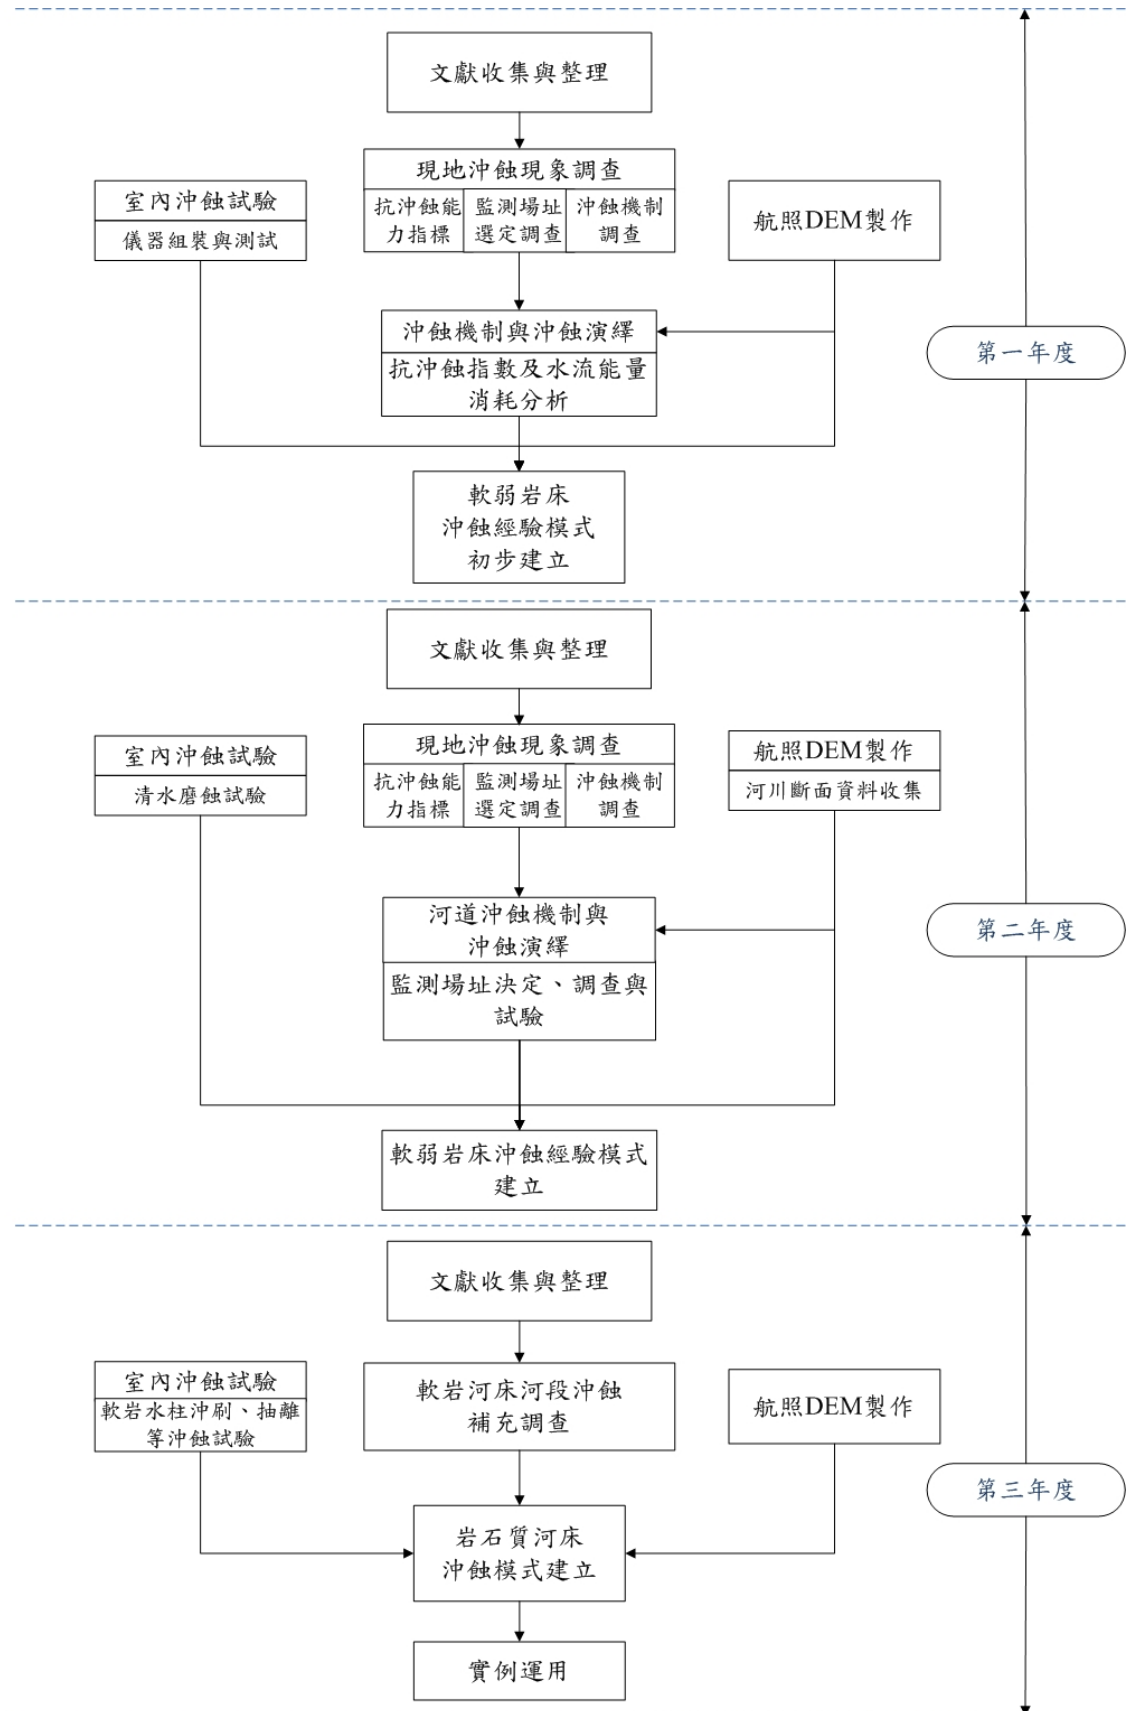 文獻收集與整理
現地沖蝕現象調查
抗沖蝕能
力指標
監測場址
選定調查
沖蝕機制
調查
室內沖蝕試驗
儀器組裝與測試
航照DEM製作
沖蝕機制與沖蝕演繹
抗沖蝕指數及水流能量
消耗分析
第一年度
軟弱岩床
沖蝕經驗模式
初步建立
文獻收集與整理
現地沖蝕現象調查
抗沖蝕能
力指標
監測場址
選定調查
沖蝕機制
調查
室內沖蝕試驗
清水磨蝕試驗
航照DEM製作
河川斷面資料收集
河道沖蝕機制與
沖蝕演繹
監測場址決定、調查與
試驗
第二年度
軟弱岩床沖蝕經驗模式
建立
文獻收集與整理
室內沖蝕試驗
軟岩水柱沖刷、抽離
等沖蝕試驗
軟岩河床河段沖蝕
補充調查
航照DEM製作
第三年度
岩石質河床
沖蝕模式建立
實例運用